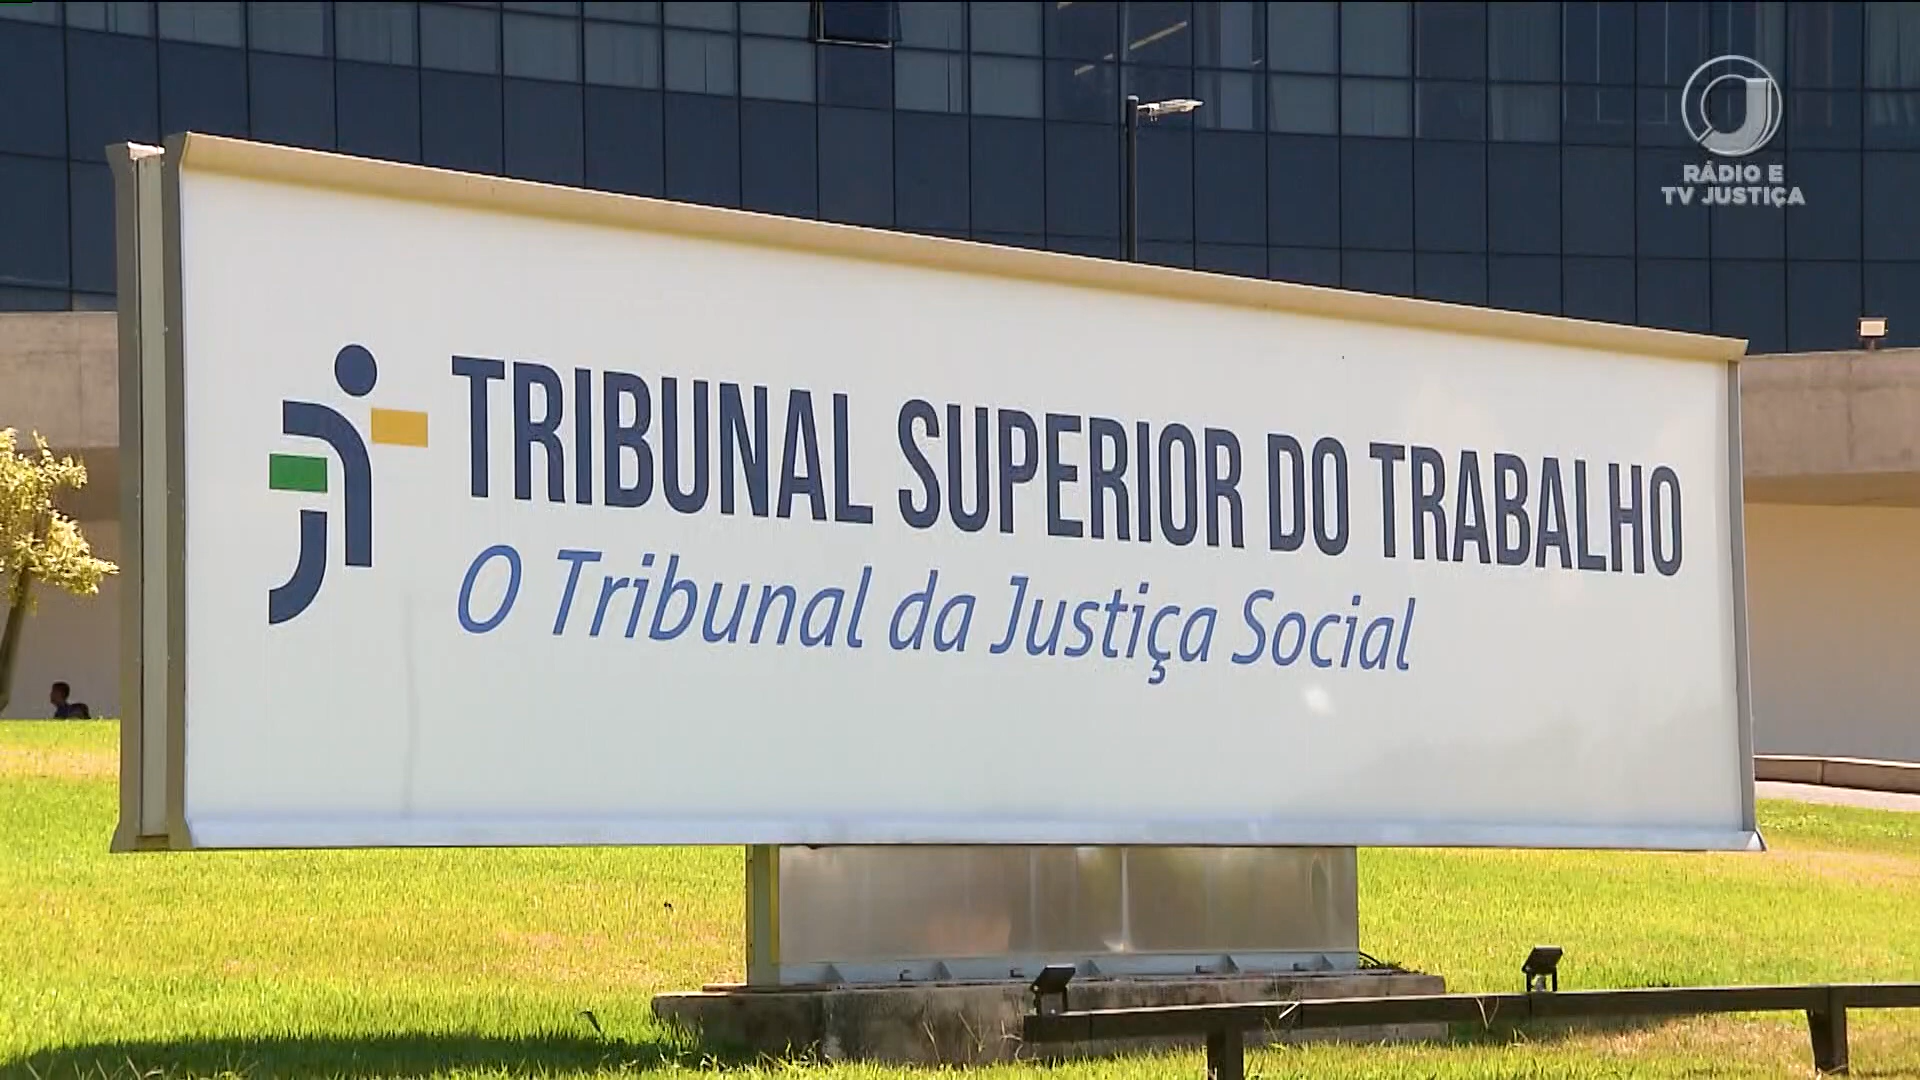 RÁDIO E
TV JUSTIÇA
TRIBUNAL SUPERIOR DO TRABALHO
O Tribunal da Justiça Social